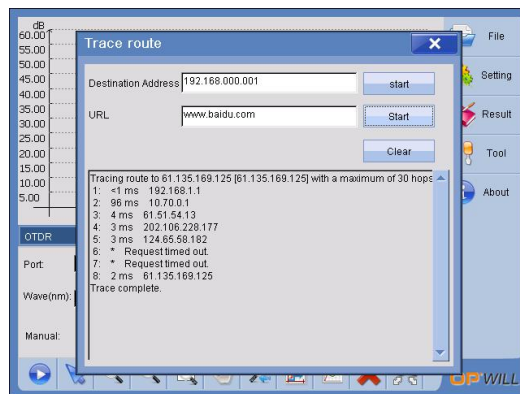 dB
60.00
55.00
50.00
45.00
40.00
35.00
30.00
25.00
20.00
15.00
10.00
5.00
Trace route
Destination Address 192.168.000.001 start
URL www.baidu.com Start
Clear
Tracing route to 61.135.169.125 [61.135.169.125] with a maximum of 30 hops
1: <1 ms 192.168.1.1
2: 96 ms 10.70.0.1
3: 4 ms 61.51.54.13
4: 3 ms 202.106.228.177
5: 3 ms 124.65.58.182
6: * Request timed out.
7: * Request timed out.
8: 2 ms 61.135.169.125
Trace complete.
File
Setting
Result
Tool
About
OTDR
Port:
Wave(nm):
Manual:
OPWILL